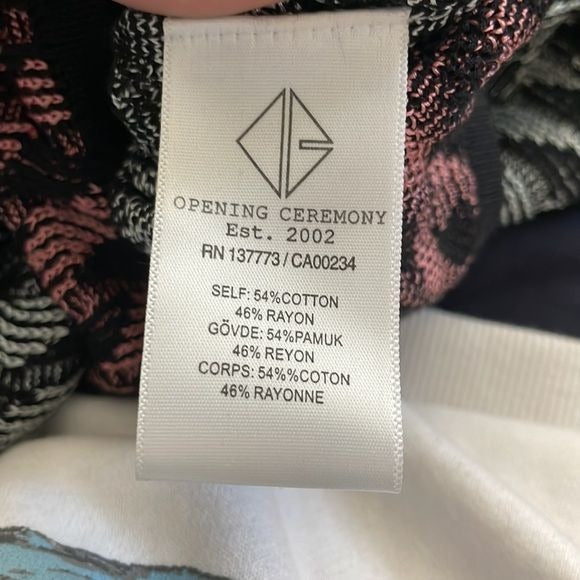 OPENING CEREMONY
Est. 2002
RN 137773 / CA00234
SELF: 54%COTTON
46% RAYON
GÖVDE: 54%PAMUK
46% REYON
CORPS: 54%%COTON
46% RAYONNE